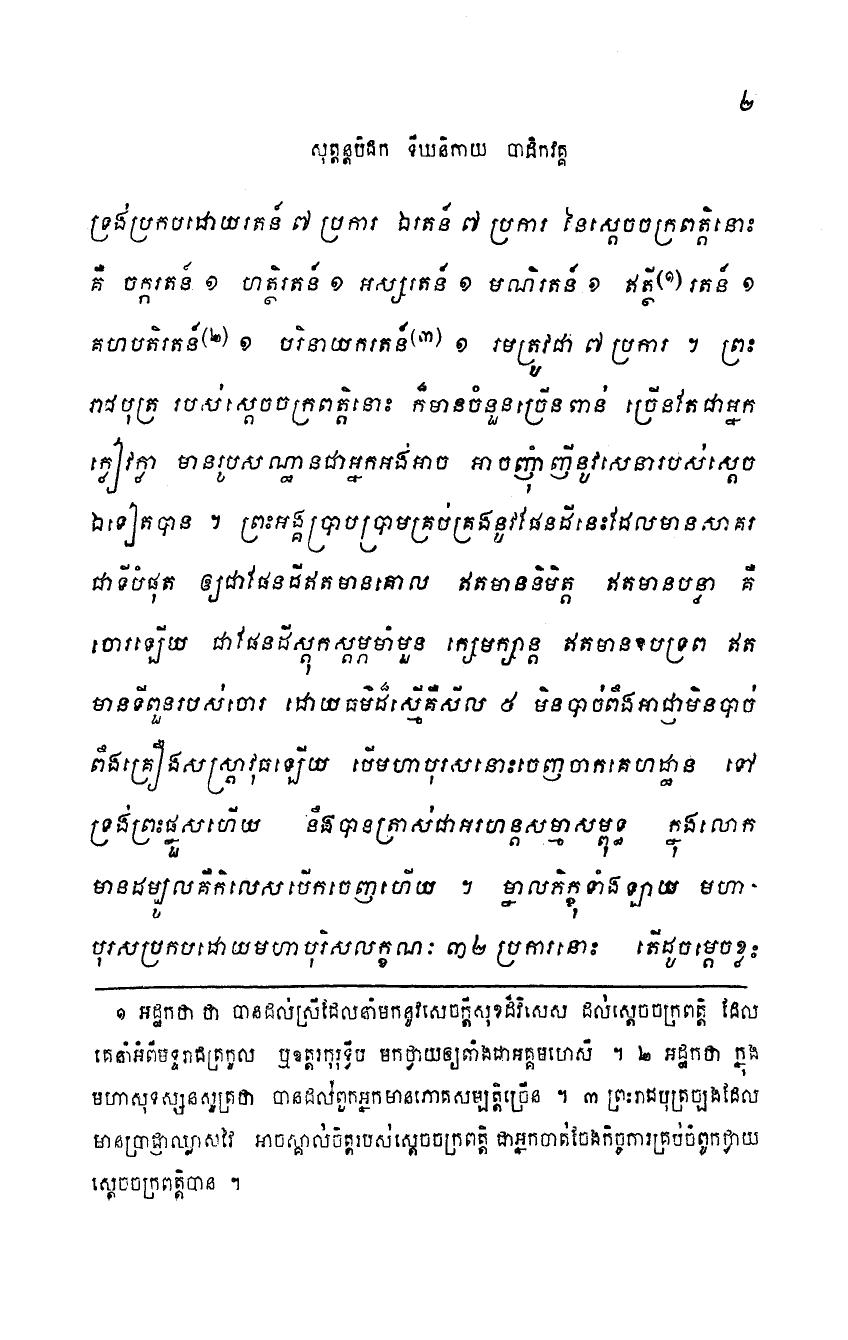 ២
សុត្តន្តបិដក ទីឃនិកាយ បាដិកវគ្គ
ទ្រង់ប្រកបដោយរតន៍ ៧ ប្រការ ឯរតន៍ ៧ ប្រការ នៃស្តេចចក្រពត្តិនោះ
គឺ ចក្ករតន៍ ១ ហត្ថិរតន៍ ១ អស្សរតន៍ ១ មណិរតន៍ ១ ឥត្ថី(១)រតន៍ ១
គហបតិរតន៍(២) ១ បរិនាយករតន៍(៣) ១ រមត្រូវជា ៧ ប្រការ ។ ព្រះ
រាជបុត្រ របស់ស្តេចចក្រពត្តិនោះ ក៏មានចំនួនច្រើនពាន់ ច្រើនតែជាអ្នក
ក្លៀវក្លា មានរូបសណ្ឋានជាអ្នកអង់អាច អាចញ៉ាំញីនូវសេនារបស់ស្តេច
ឯទៀតបាន ។ ព្រះអង្គប្រាបប្រាមគ្រប់គ្រងនូវផែនដីនេះដែលមានសាគរ
ជាទីបំផុត ឲ្យជាផែនដីឥតមានគោល ឥតមាននិមិត្ត ឥតមានបន្លា គឺ
ចោរឡើយ ជាផែនដីស្តុកស្តម្ភមាំមួន ក្សេមក្សាន្ត ឥតមានឧបទ្រព ឥត
មានទីពួនរបស់ចោរ ដោយធម៌ដ៏ស្មើគឺសីល ៥ មិនបាច់ពឹងអាជ្ញាមិនបាច់
ពឹងគ្រឿងសស្ត្រាវុធឡើយ បើមហាបុរសនោះចេញចាកគេហដ្ឋាន ទៅ
ទ្រង់ព្រះផ្នួសហើយ នឹងបានត្រាស់ជាអរហន្តសម្មាសម្ពុទ្ធ ក្នុងលោក
មានដម្បូលគឺកិលេសបើកចេញហើយ ។ ម្នាលភិក្ខុទាំងឡាយ មហា-
បុរសប្រកបដោយមហាបុរិសលក្ខណៈ ៣២ ប្រការនោះ តើដូចម្តេចខ្លះ
១ អដ្ឋកថា ថា បានដល់ស្រីដែលនាំមកនូវសេចក្តីសុខដ៏វិសេស ដល់ស្តេចចក្រពត្តិ ដែល
គេនាំអំពីមទ្ទរាជត្រកូល ឬឧត្តរកុរុទ្វីប មកថ្វាយឲ្យតាំងជាអគ្គមហេសី ។ ២ អដ្ឋកថា ក្នុង
មហាសុទស្សនសូត្រថា បានដល់ពួកអ្នកមានភោគសម្បត្តិច្រើន ។ ៣ ព្រះរាជបុត្រច្បងដែល
មានប្រាជ្ញាឈ្លាសវៃ អាចស្គាល់ចិត្តរបស់ស្តេចចក្រពត្តិ ជាអ្នកចាត់ចែងកិច្ចការគ្រប់ចំពូកថ្វាយ
ស្តេចចក្រពត្តិបាន ។